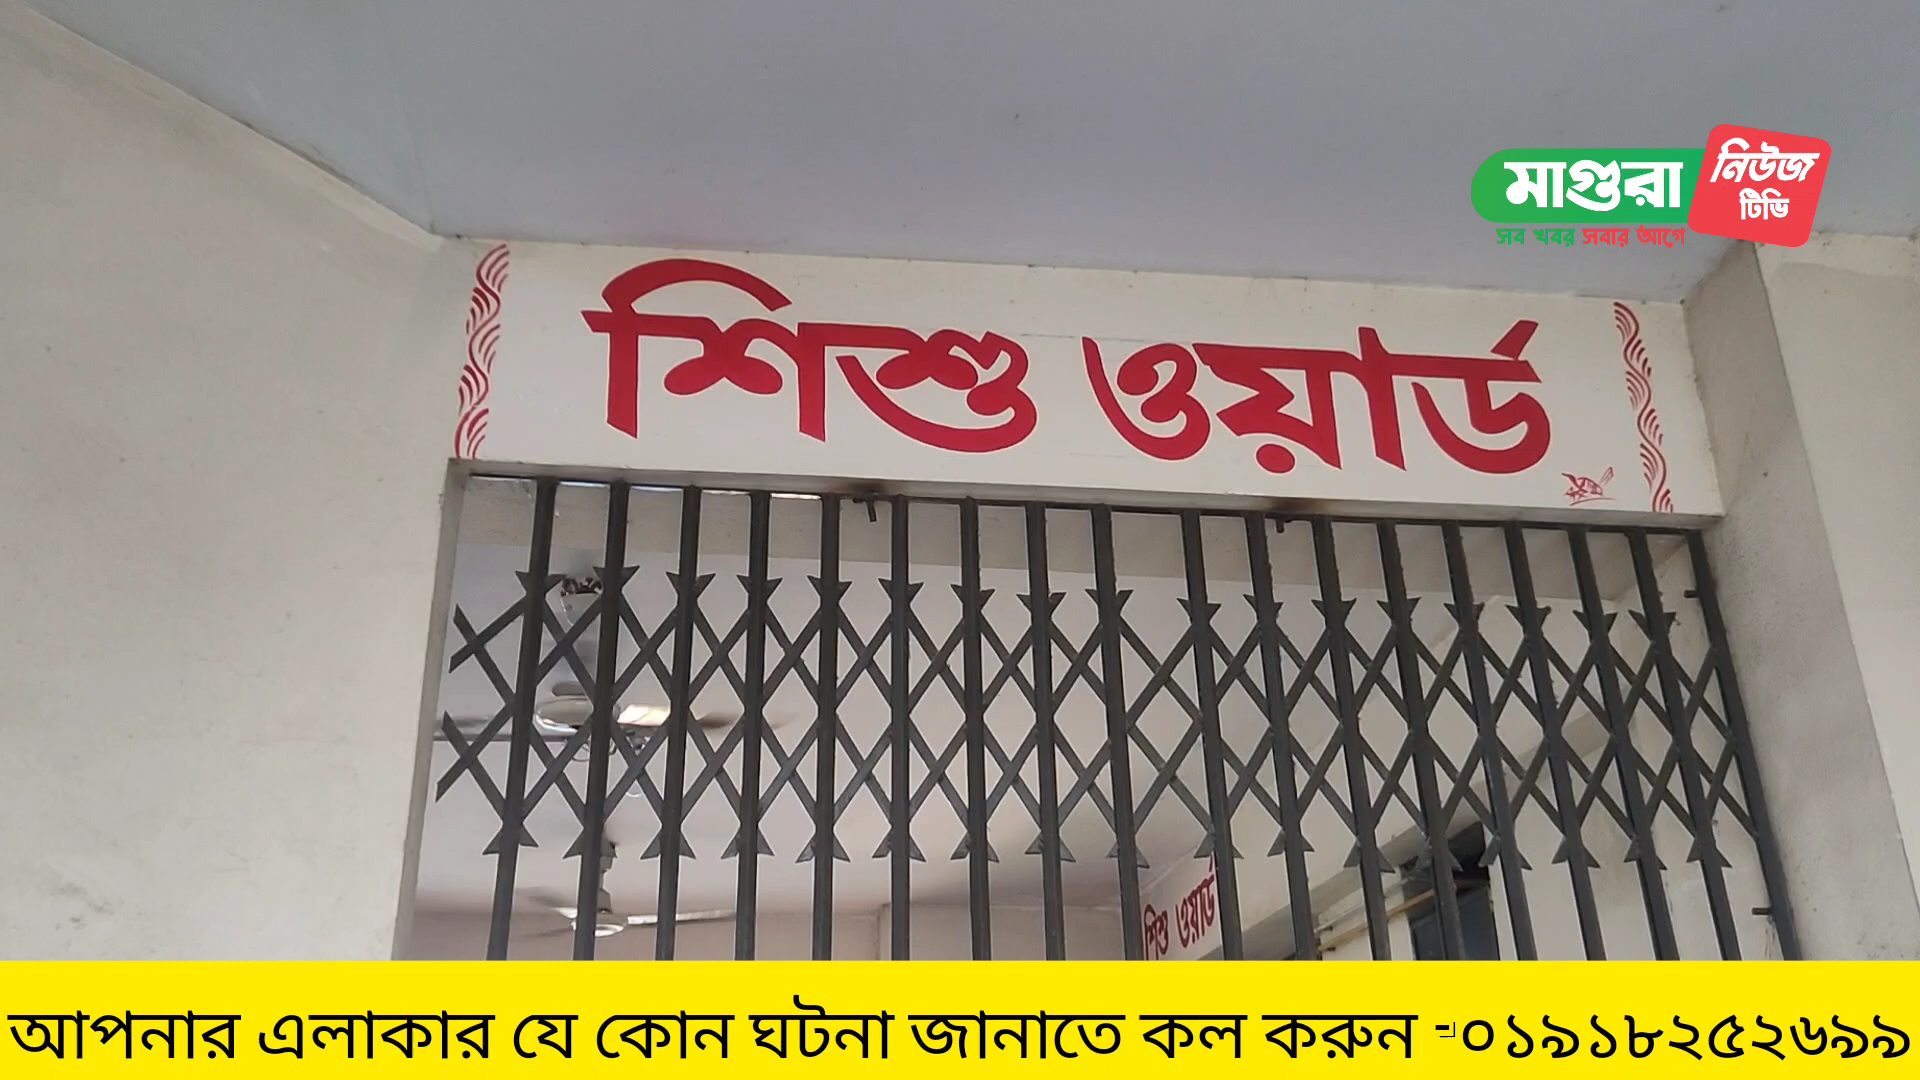 মাগুরা নিউজ
টিভি
সব খবর সবার আগে
শিশু ওয়ার্ড
শিশু ওয়ার্ড
আপনার এলাকার যে কোন ঘটনা জানাতে কল করুন -০১৯১৮২৫২৬৯৯